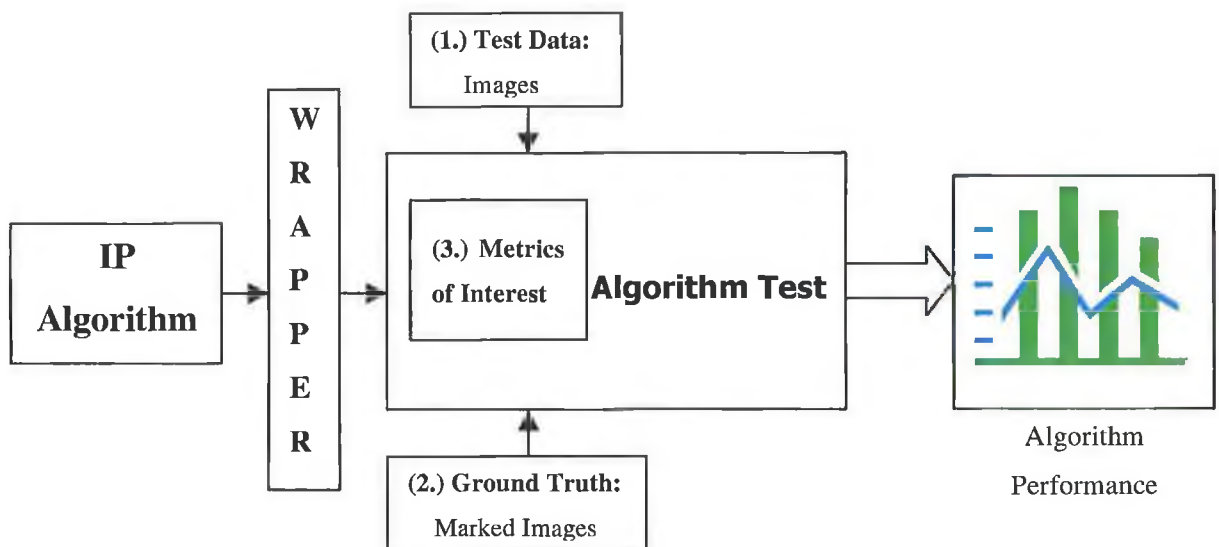 (1.) Test Data:
Images
W
R
A
P
P
E
R
IP
Algorithm
(3.) Metrics
of Interest
Algorithm Test
(2.) Ground Truth:
Marked Images
Algorithm
Performance